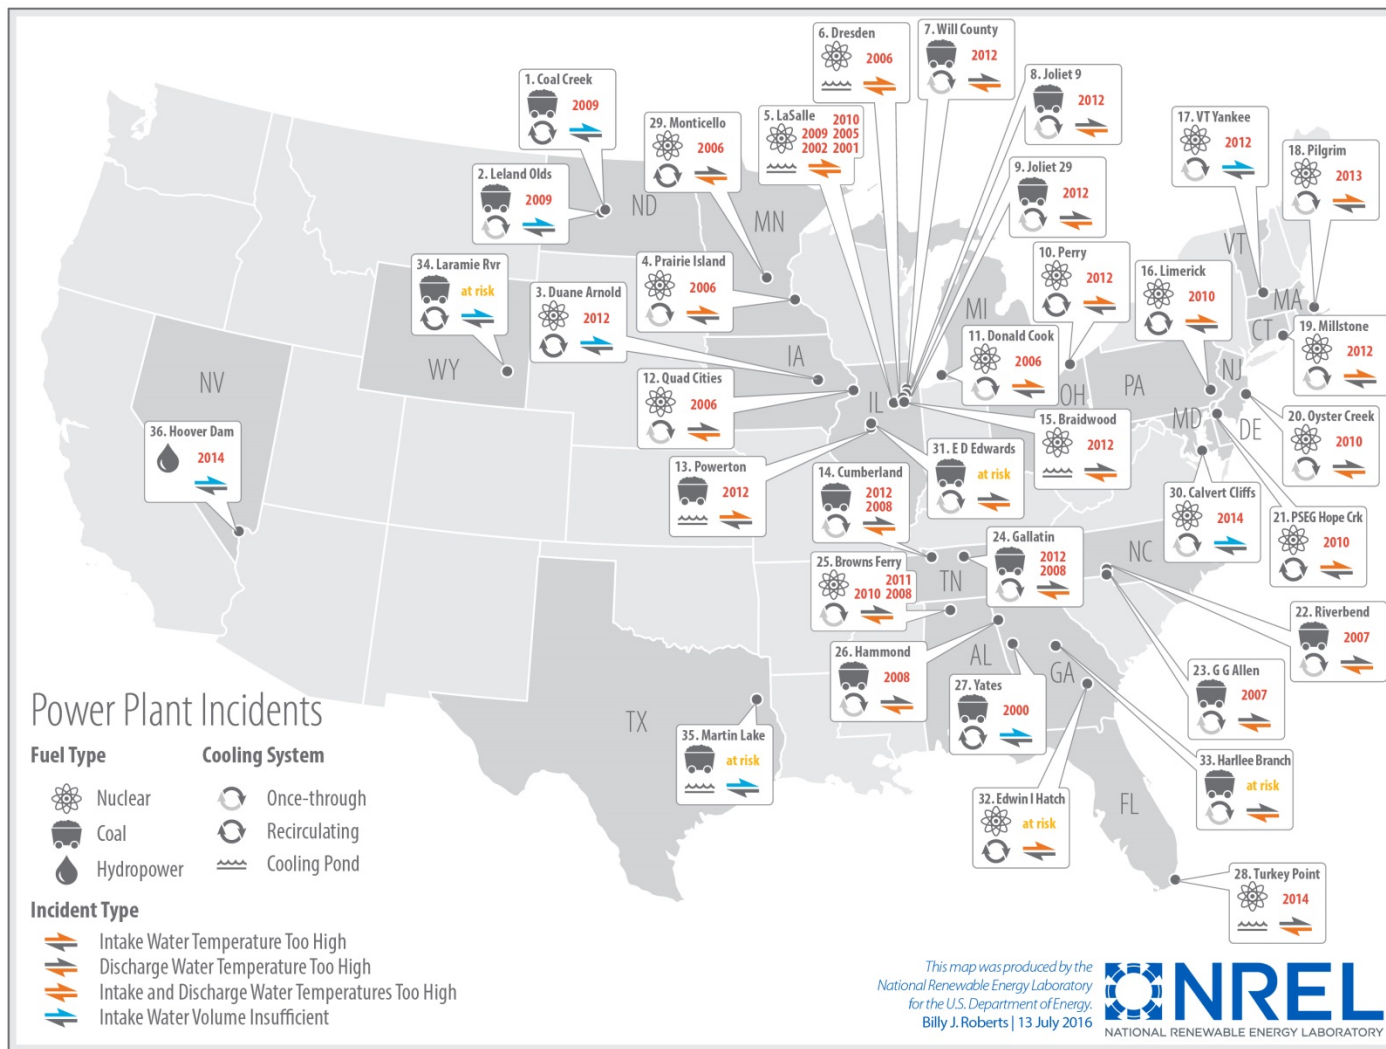 6. Dresden
2006
7. Will County
2012
1. Coal Creek
2009
8. Joliet 9
2012
29. Monticello
2006
5. LaSalle
2010
2009 2005
2002 2001
17. VT Yankee
2012
18. Pilgrim
2013
2. Leland Olds
2009
9. Joliet 29
2012
ND
MN
VT
34. Laramie Rvr
at risk
4. Prairie Island
2006
10. Perry
2012
16. Limerick
2010
3. Duane Arnold
2012
MI
MA
CT
19. Millstone
2012
11. Donald Cook
2006
NV
WY
IA
12. Quad Cities
2006
IL
OH
PA
NJ
MD
DE
20. Oyster Creek
2010
36. Hoover Dam
2014
15. Braidwood
2012
13. Powerton
2012
14. Cumberland
2012
2008
31. E D Edwards
at risk
30. Calvert Cliffs
2014
21. PSEG Hope Crk
2010
24. Gallatin
2012
2008
NC
25. Browns Ferry
2011
2010 2008
TN
22. Riverbend
2007
26. Hammond
2008
AL
GA
23. G G Allen
2007
27. Yates
2000
TX
35. Martin Lake
at risk
33. Harllee Branch
at risk
32. Edwin I Hatch
at risk
FL
28. Turkey Point
2014
Power Plant Incidents
Fuel Type
Nuclear
Coal
Hydropower
Cooling System
Once-through
Recirculating
Cooling Pond
Incident Type
Intake Water Temperature Too High
Discharge Water Temperature Too High
Intake and Discharge Water Temperatures Too High
Intake Water Volume Insufficient
This map was produced by the
National Renewable Energy Laboratory
for the U.S. Department of Energy.
Billy J. Roberts | 13 July 2016
NREL
NATIONAL RENEWABLE ENERGY LABORATORY